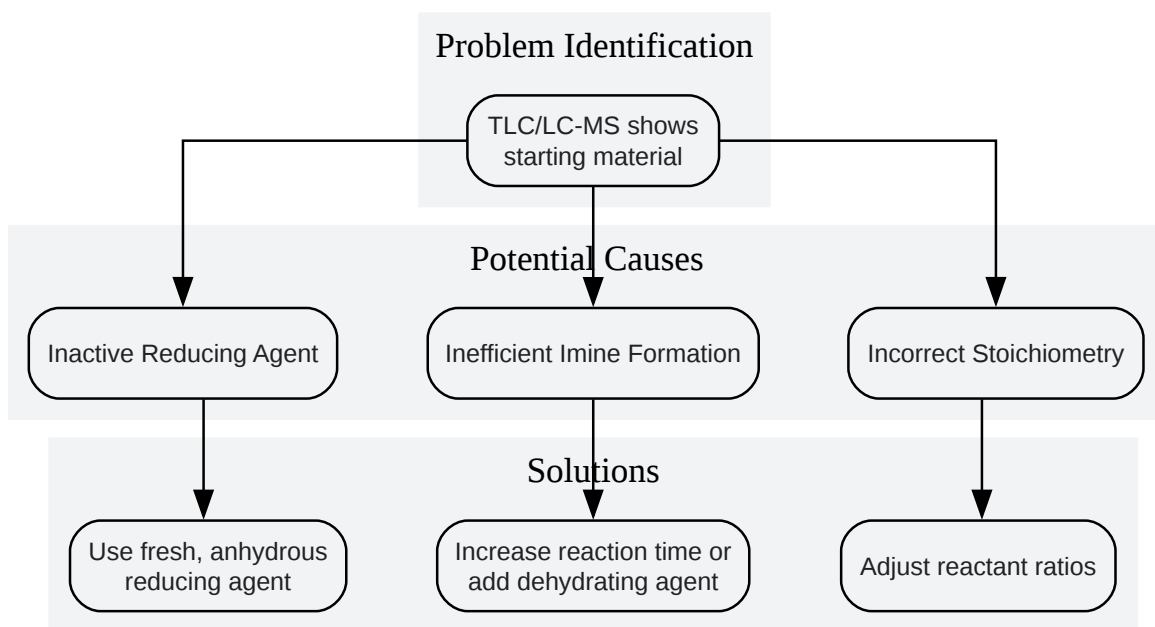 Problem Identification
TLC/LC-MS shows
starting material
Potential Causes
Inactive Reducing Agent
Inefficient Imine Formation
Incorrect Stoichiometry
Solutions
Use fresh, anhydrous
reducing agent
Increase reaction time or
add dehydrating agent
Adjust reactant ratios